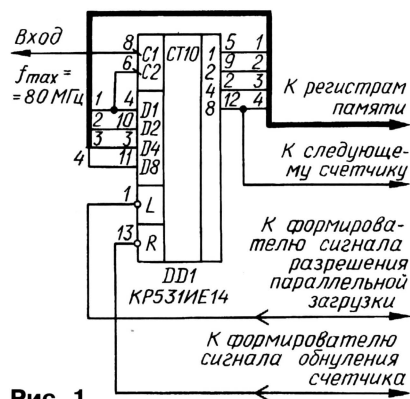 Вход
fmax=
=80 МГц
8 C1 CT10 1 5 1
6 C2 2 9 2
4 2 3
8 12 4
1 4 D1
2 10 D2
3 3 D4
4 11 D8
1 L
13 R
К регистрам
памяти
К следующе-
му счетчику
К формирова-
телю сигнала
разрешения
параллельной
загрузки
DD1
КР531ИЕ14
К формирователю
сигнала обнуления
счетчика
Рис. 1